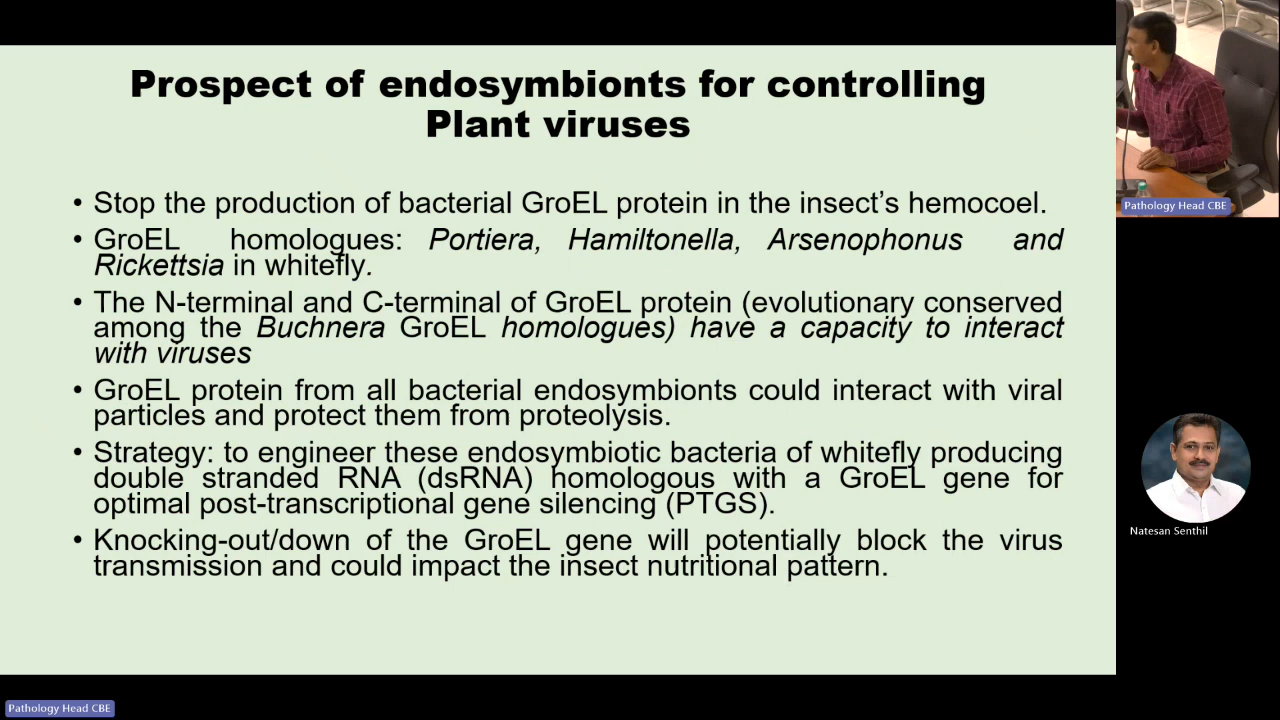 Prospect of endosymbionts for controlling
Plant viruses
• Stop the production of bacterial GroEL protein in the insect’s hemocoel.
• GroEL homologues: Portiera, Hamiltonella, Arsenophonus and
Rickettsia in whitefly.
• The N-terminal and C-terminal of GroEL protein (evolutionary conserved
among the Buchnera GroEL homologues) have a capacity to interact
with viruses
• GroEL protein from all bacterial endosymbionts could interact with viral
particles and protect them from proteolysis.
• Strategy: to engineer these endosymbiotic bacteria of whitefly producing
double stranded RNA (dsRNA) homologous with a GroEL gene for
optimal post-transcriptional gene silencing (PTGS).
• Knocking-out/down of the GroEL gene will potentially block the virus
transmission and could impact the insect nutritional pattern.
Pathology Head CBE
Natesan Senthil
Pathology Head CBE